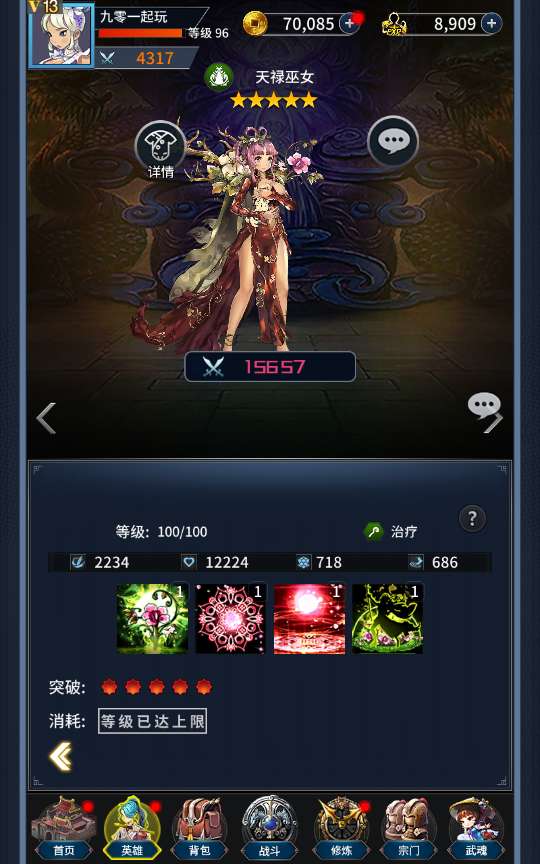 V 13
九零一起玩
等级 96
4317
70,085
8,909
天禄巫女
详情
15657
?
等级: 100/100
治疗
2234 12224 718 686
1 1 1 1
突破:
消耗: 等级已达上限
首页 英雄 背包 战斗 修炼 宗门 武魂